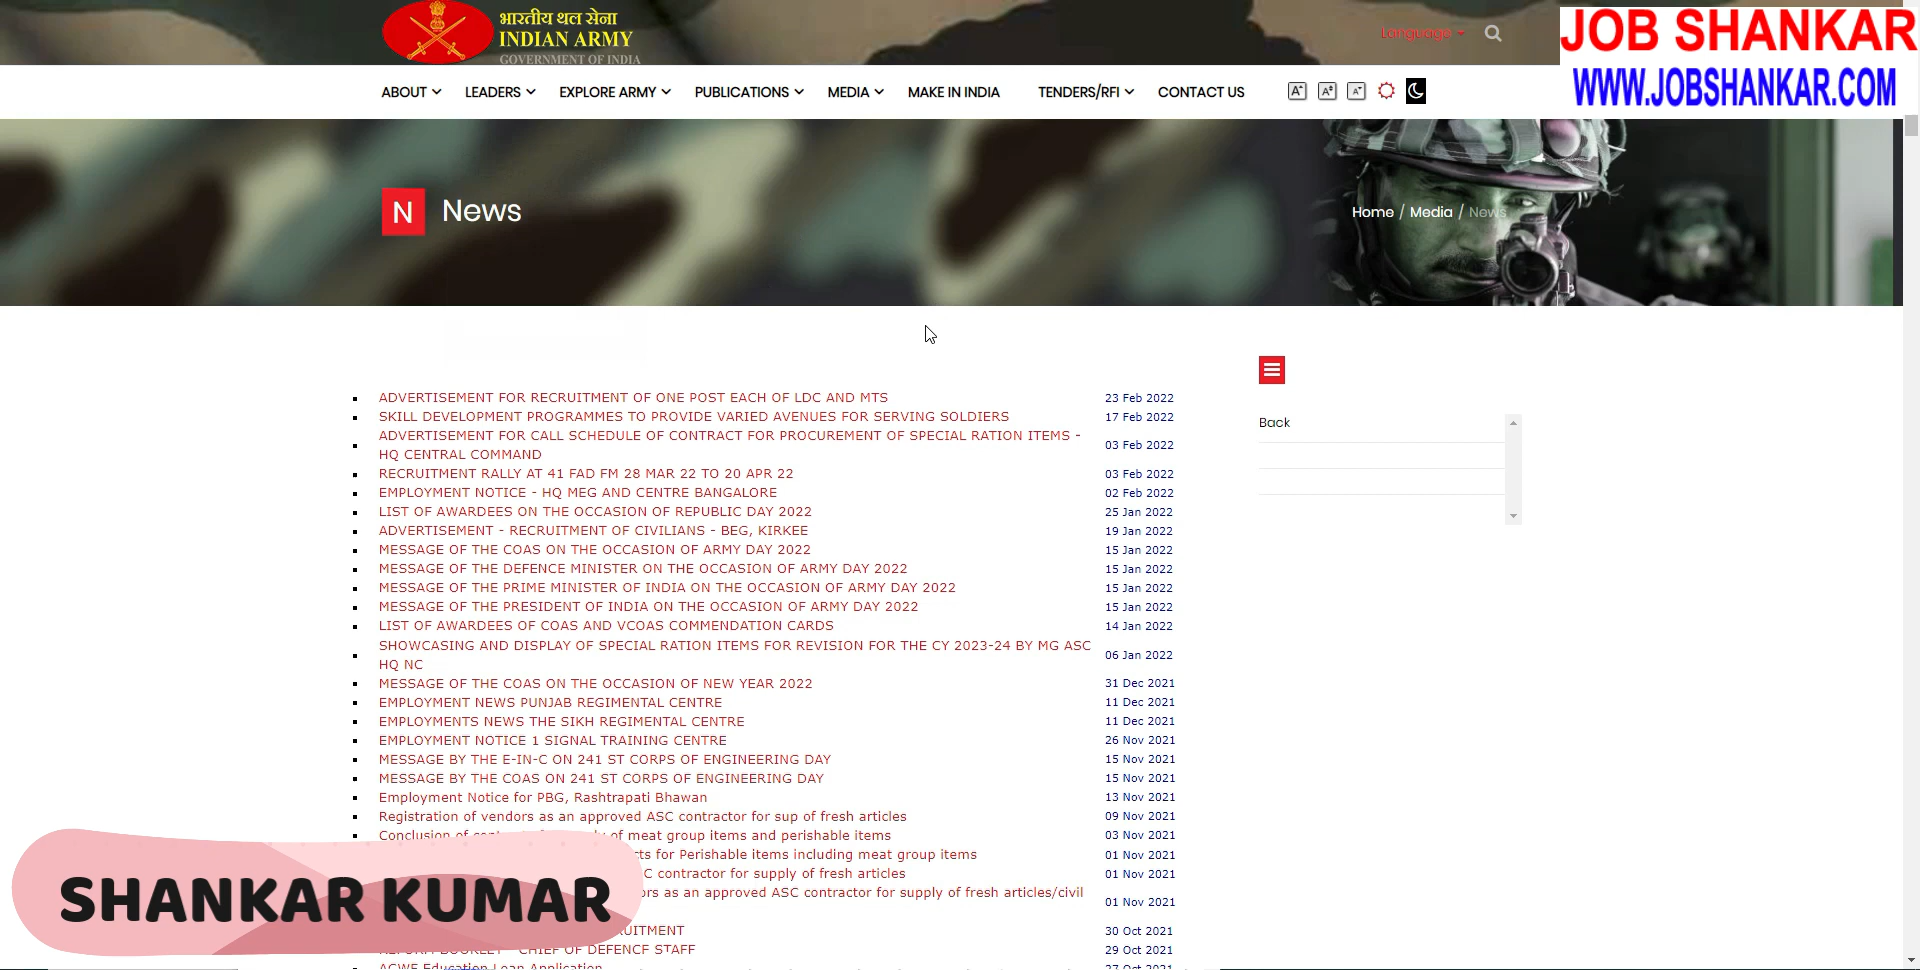 भारतीय थल सेना
INDIAN ARMY
GOVERNMENT OF INDIA
Language
JOB SHANKAR
WWW.JOBSHANKAR.COM
ABOUT LEADERS EXPLORE ARMY PUBLICATIONS MEDIA MAKE IN INDIA TENDERS/RFI CONTACT US A A A
N News
Home / Media / News
ADVERTISEMENT FOR RECRUITMENT OF ONE POST EACH OF LDC AND MTS 23 Feb 2022
SKILL DEVELOPMENT PROGRAMMES TO PROVIDE VARIED AVENUES FOR SERVING SOLDIERS 17 Feb 2022
ADVERTISEMENT FOR CALL SCHEDULE OF CONTRACT FOR PROCUREMENT OF SPECIAL RATION ITEMS -
HQ CENTRAL COMMAND 03 Feb 2022
RECRUITMENT RALLY AT 41 FAD FM 28 MAR 22 TO 20 APR 22 03 Feb 2022
EMPLOYMENT NOTICE - HQ MEG AND CENTRE BANGALORE 02 Feb 2022
LIST OF AWARDEES ON THE OCCASION OF REPUBLIC DAY 2022 25 Jan 2022
ADVERTISEMENT - RECRUITMENT OF CIVILIANS - BEG, KIRKEE 19 Jan 2022
MESSAGE OF THE COAS ON THE OCCASION OF ARMY DAY 2022 15 Jan 2022
MESSAGE OF THE DEFENCE MINISTER ON THE OCCASION OF ARMY DAY 2022 15 Jan 2022
MESSAGE OF THE PRIME MINISTER OF INDIA ON THE OCCASION OF ARMY DAY 2022 15 Jan 2022
MESSAGE OF THE PRESIDENT OF INDIA ON THE OCCASION OF ARMY DAY 2022 15 Jan 2022
LIST OF AWARDEES OF COAS AND VCOAS COMMENDATION CARDS 14 Jan 2022
SHOWCASING AND DISPLAY OF SPECIAL RATION ITEMS FOR REVISION FOR THE CY 2023-24 BY MG ASC
HQ NC 06 Jan 2022
MESSAGE OF THE COAS ON THE OCCASION OF NEW YEAR 2022 31 Dec 2021
EMPLOYMENT NEWS PUNJAB REGIMENTAL CENTRE 11 Dec 2021
EMPLOYMENTS NEWS THE SIKH REGIMENTAL CENTRE 11 Dec 2021
EMPLOYMENT NOTICE 1 SIGNAL TRAINING CENTRE 26 Nov 2021
MESSAGE BY THE E-IN-C ON 241 ST CORPS OF ENGINEERING DAY 15 Nov 2021
MESSAGE BY THE COAS ON 241 ST CORPS OF ENGINEERING DAY 15 Nov 2021
Employment Notice for PBG, Rashtrapati Bhawan 13 Nov 2021
Registration of vendors as an approved ASC contractor for sup of fresh articles 09 Nov 2021
Conclusion of meat group items and perishable items 03 Nov 2021
for Perishable items including meat group items 01 Nov 2021
contractor for supply of fresh articles 01 Nov 2021
as an approved ASC contractor for supply of fresh articles/civil
01 Nov 2021
30 Oct 2021
CHIEF OF DEFENCE STAFF 29 Oct 2021
ACWF Education Loan Application 27 Oct 2021
Back
SHANKAR KUMAR